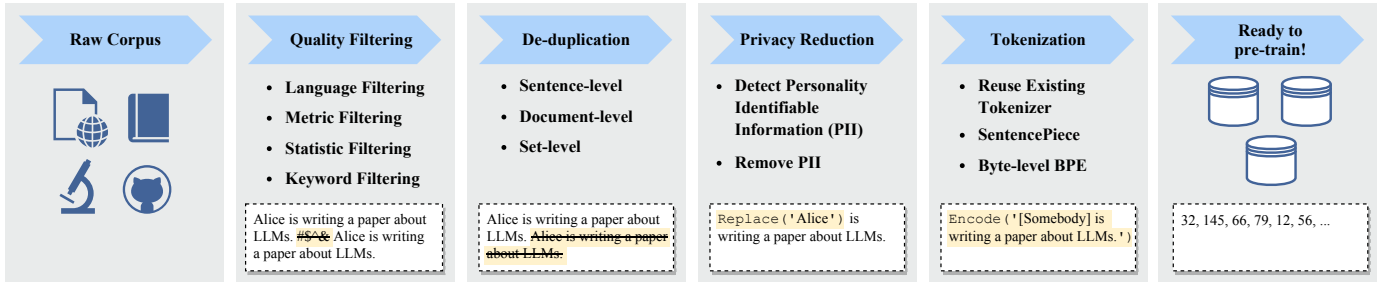 Raw Corpus
Quality Filtering
• Language Filtering
• Metric Filtering
• Statistic Filtering
• Keyword Filtering
Alice is writing a paper about
LLMs. #$^& Alice is writing
a paper about LLMs.
De-duplication
• Sentence-level
• Document-level
• Set-level
Alice is writing a paper about
LLMs. Alice is writing a paper
about LLMs.
Privacy Reduction
• Detect Personality
Identifiable
Information (PII)
• Remove PII
Replace('Alice') is
writing a paper about LLMs.
Tokenization
• Reuse Existing
Tokenizer
• SentencePiece
• Byte-level BPE
Encode('[Somebody] is
writing a paper about LLMs.')
Ready to
pre-train!
32, 145, 66, 79, 12, 56, ...